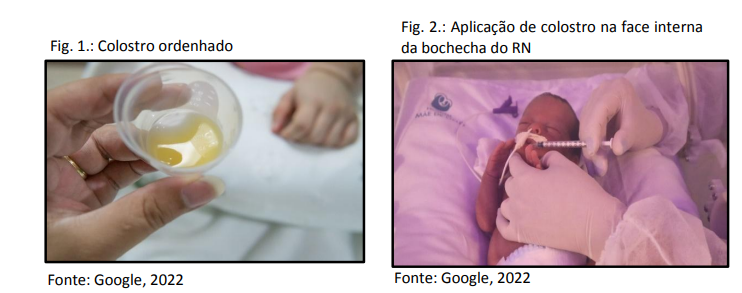 Fig. 1.: Colostro ordenhado
Fonte: Google, 2022
Fig. 2.: Aplicação de colostro na face interna
da bochecha do RN
Fonte: Google, 2022